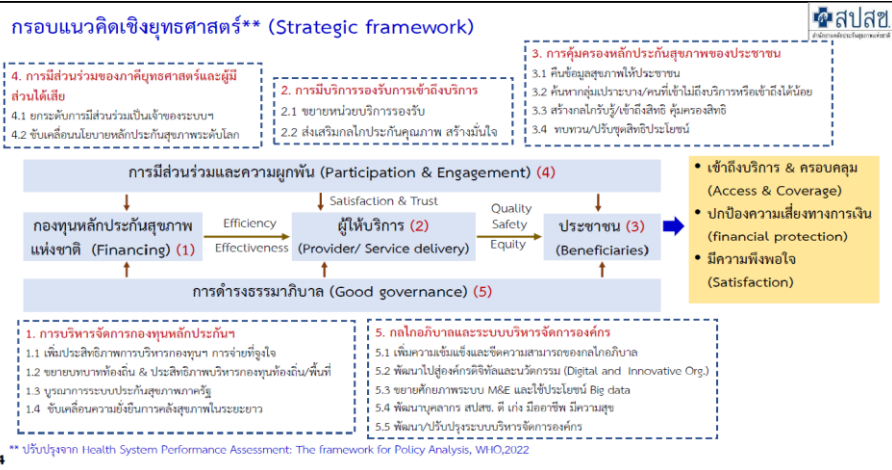 กรอบแนวคิดเชิงยุทธศาสตร์** (Strategic framework)
สปสช.
สำนักงานหลักประกันสุขภาพแห่งชาติ
4. การมีส่วนร่วมของภาคียุทธศาสตร์และผู้มี
ส่วนได้เสีย
4.1 ยกระดับการมีส่วนร่วมเป็นเจ้าของระบบฯ
4.2 ขับเคลื่อนนโยบายหลักประกันสุขภาพระดับโลก
2. การมีบริการรองรับการเข้าถึงบริการ
2.1 ขยายหน่วยบริการรองรับ
2.2 ส่งเสริมกลไกประกันคุณภาพ สร้างมั่นใจ
3. การคุ้มครองหลักประกันสุขภาพของประชาชน
3.1 คืนข้อมูลสุขภาพให้ประชาชน
3.2 ค้นหากลุ่มเปราะบาง/คนที่เข้าไม่ถึงบริการหรือเข้าถึงได้น้อย
3.3 สร้างกลไกรับรู้/เข้าถึงสิทธิ คุ้มครองสิทธิ
3.4 ทบทวน/ปรับชุดสิทธิประโยชน์
การมีส่วนร่วมและความผูกพัน (Participation & Engagement) (4)
Satisfaction & Trust
กองทุนหลักประกันสุขภาพ
แห่งชาติ (Financing) (1)
Efficiency
Effectiveness
ผู้ให้บริการ (2)
(Provider/ Service delivery)
Quality
Safety
Equity
ประชาชน (3)
(Beneficiaries)
• เข้าถึงบริการ & ครอบคลุม
(Access & Coverage)
• ปกป้องความเสี่ยงทางการเงิน
(financial protection)
• มีความพึงพอใจ
(Satisfaction)
การดำรงธรรมาภิบาล (Good governance) (5)
1. การบริหารจัดการกองทุนหลักประกันฯ
1.1 เพิ่มประสิทธิภาพการบริหารกองทุนฯ การจ่ายที่จูงใจ
1.2 ขยายบทบาทท้องถิ่น & ประสิทธิภาพบริหารกองทุนท้องถิ่น/พื้นที่
1.3 บูรณาการระบบประกันสุขภาพภาครัฐ
1.4 ขับเคลื่อนความยั่งยืนการคลังสุขภาพในระยะยาว
5. กลไกอภิบาลและระบบบริหารจัดการองค์กร
5.1 เพิ่มความเข้มแข็งและขีดความสามารถของกลไกอภิบาล
5.2 พัฒนาไปสู่องค์กรดิจิทัลและนวัตกรรม (Digital and Innovative Org.)
5.3 ขยายศักยภาพระบบ M&E และใช้ประโยชน์ Big data
5.4 พัฒนาบุคลากร สปสช. ดี เก่ง มืออาชีพ มีความสุข
5.5 พัฒนา/ปรับปรุงระบบบริหารจัดการองค์กร
** ปรับปรุงจาก Health System Performance Assessment: The framework for Policy Analysis, WHO,2022
4